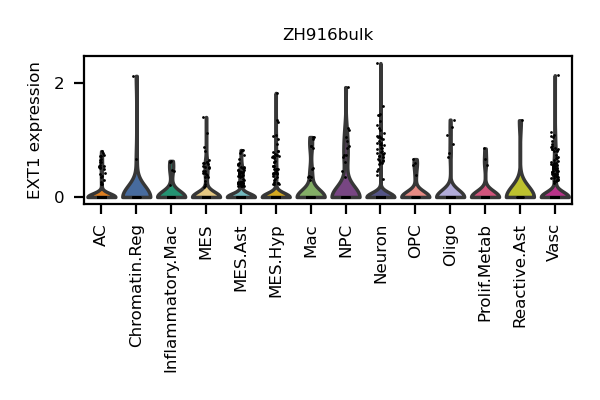 ZH916bulk
EXT1 expression
2
0
AC
Chromatin.Reg
Inflammatory.Mac
MES
MES.Ast
MES.Hyp
Mac
NPC
Neuron
OPC
Oligo
Prolif.Metab
Reactive.Ast
Vasc